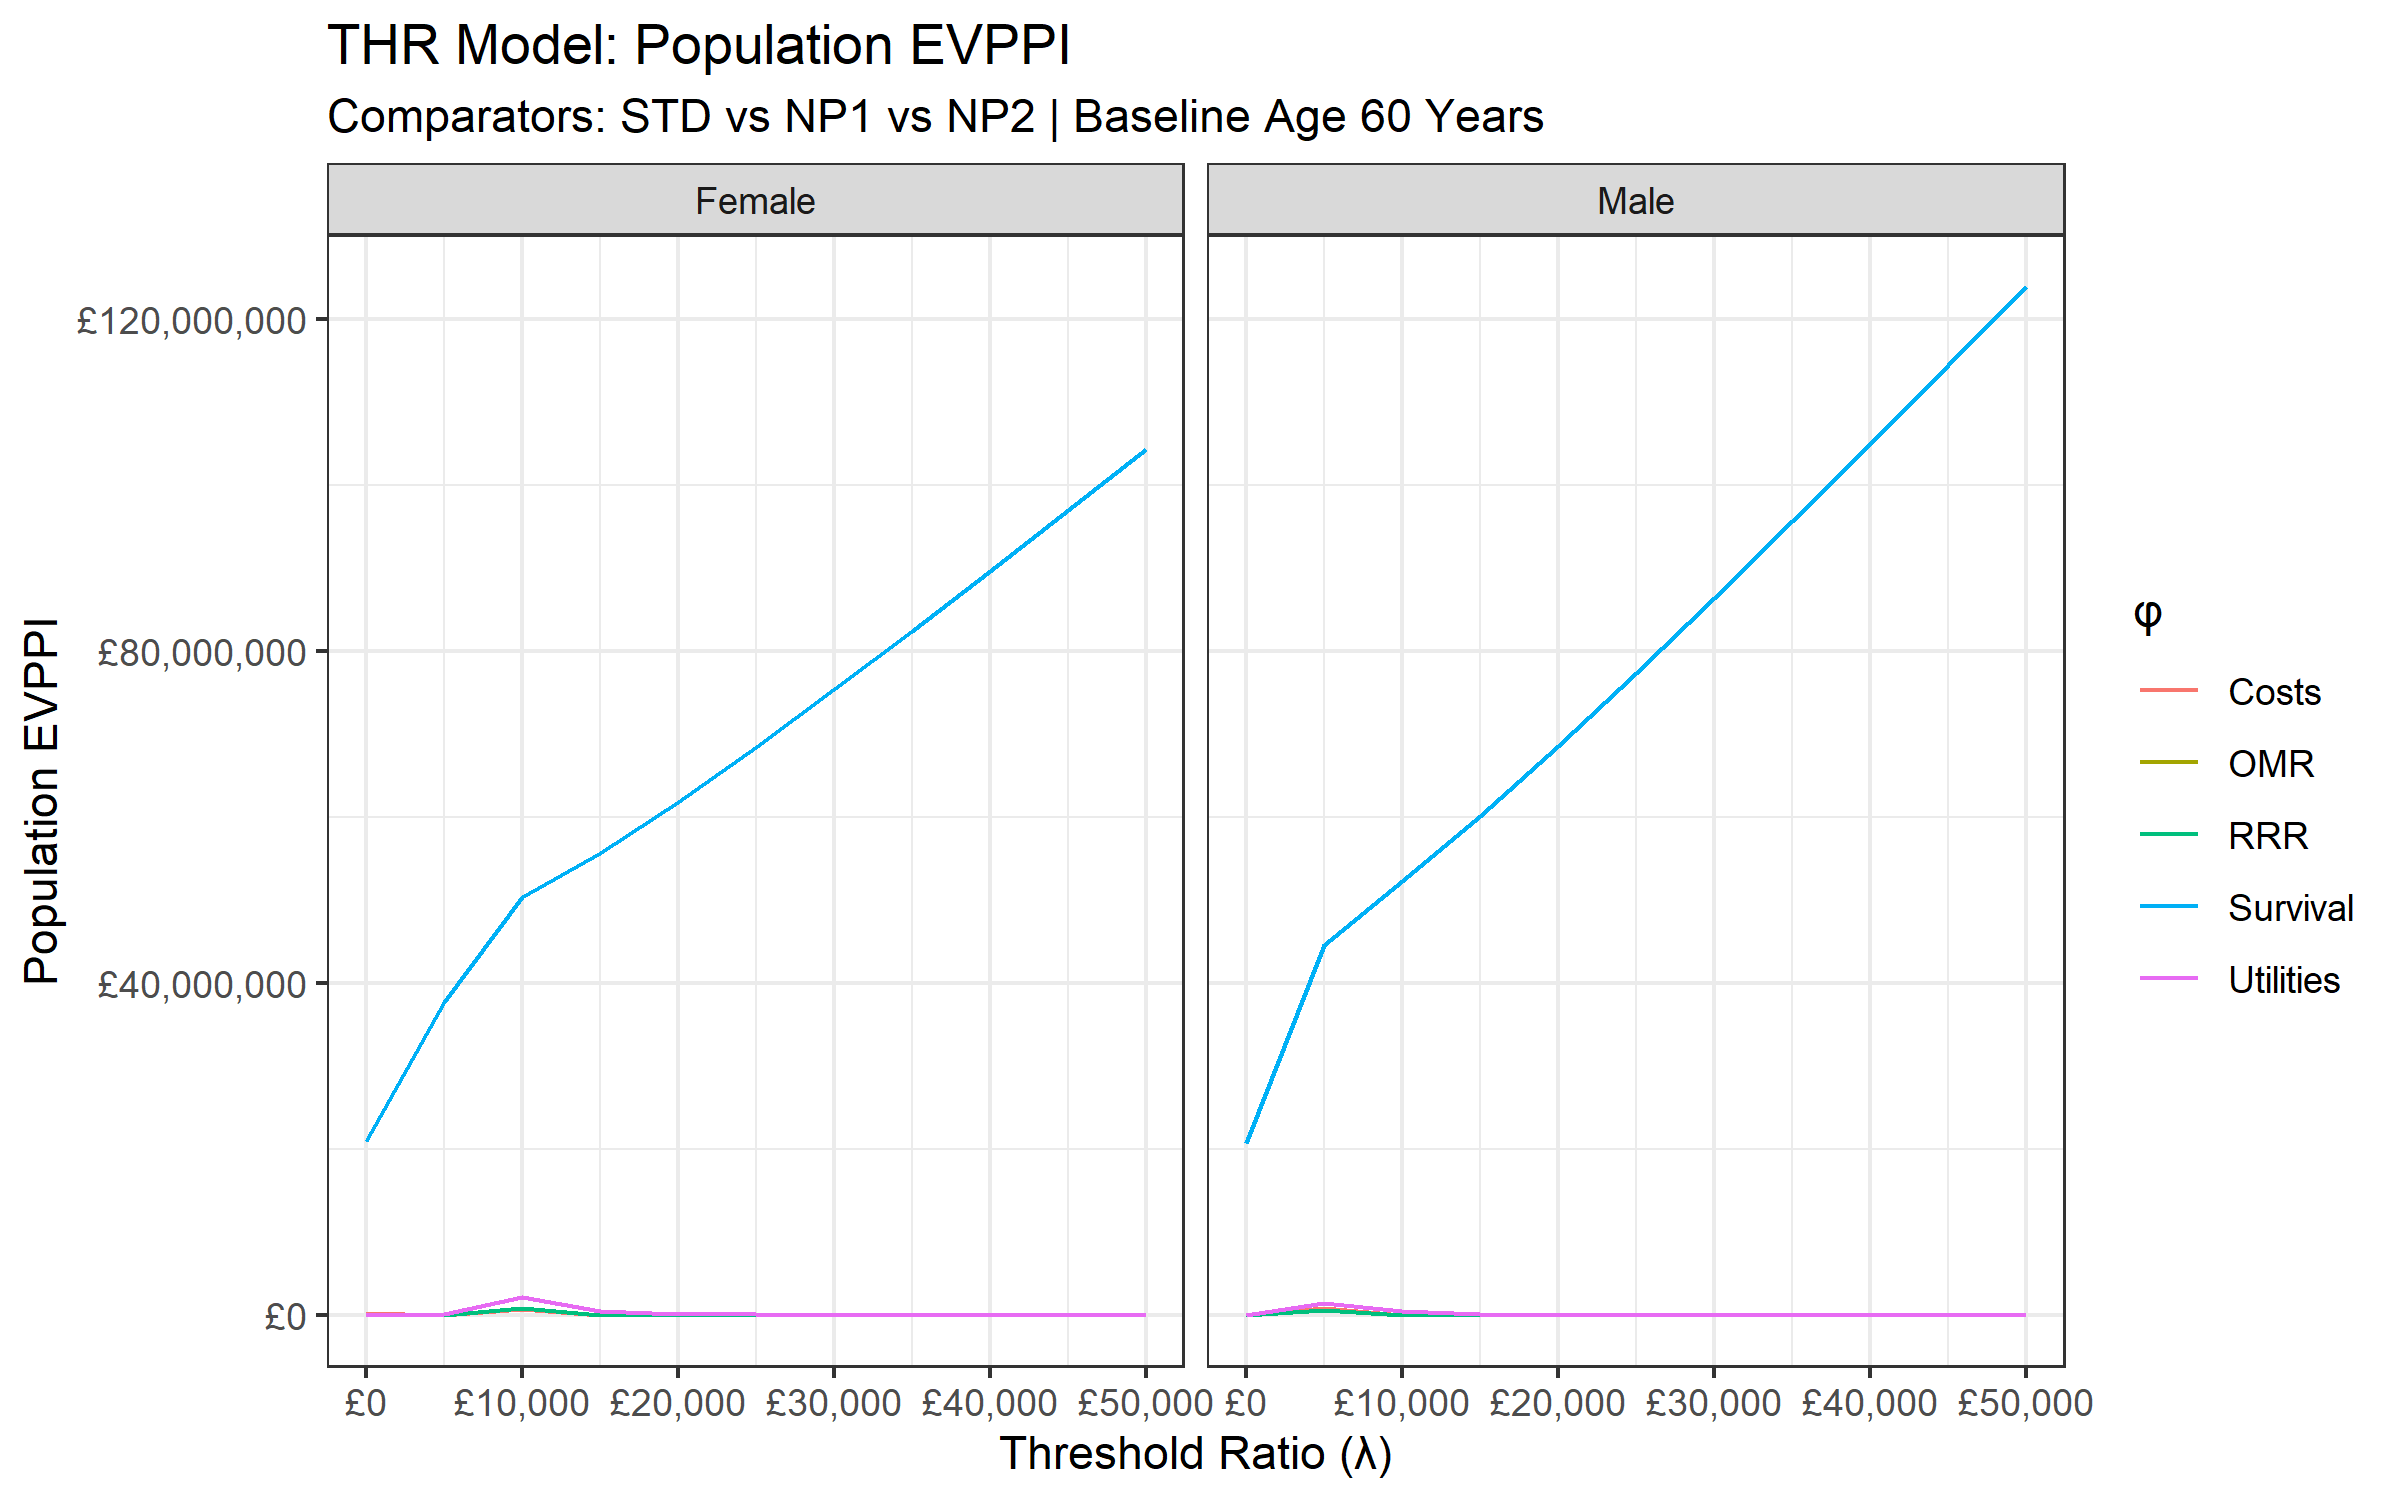 THR Model: Population EVPPI
Comparators: STD vs NP1 vs NP2 | Baseline Age 60 Years
Female
Male
Population EVPPI
£120,000,000
£80,000,000
£40,000,000
£0
£0 £10,000 £20,000 £30,000 £40,000 £50,000
£0 £10,000 £20,000 £30,000 £40,000 £50,000
Threshold Ratio (λ)
φ
Costs
OMR
RRR
Survival
Utilities